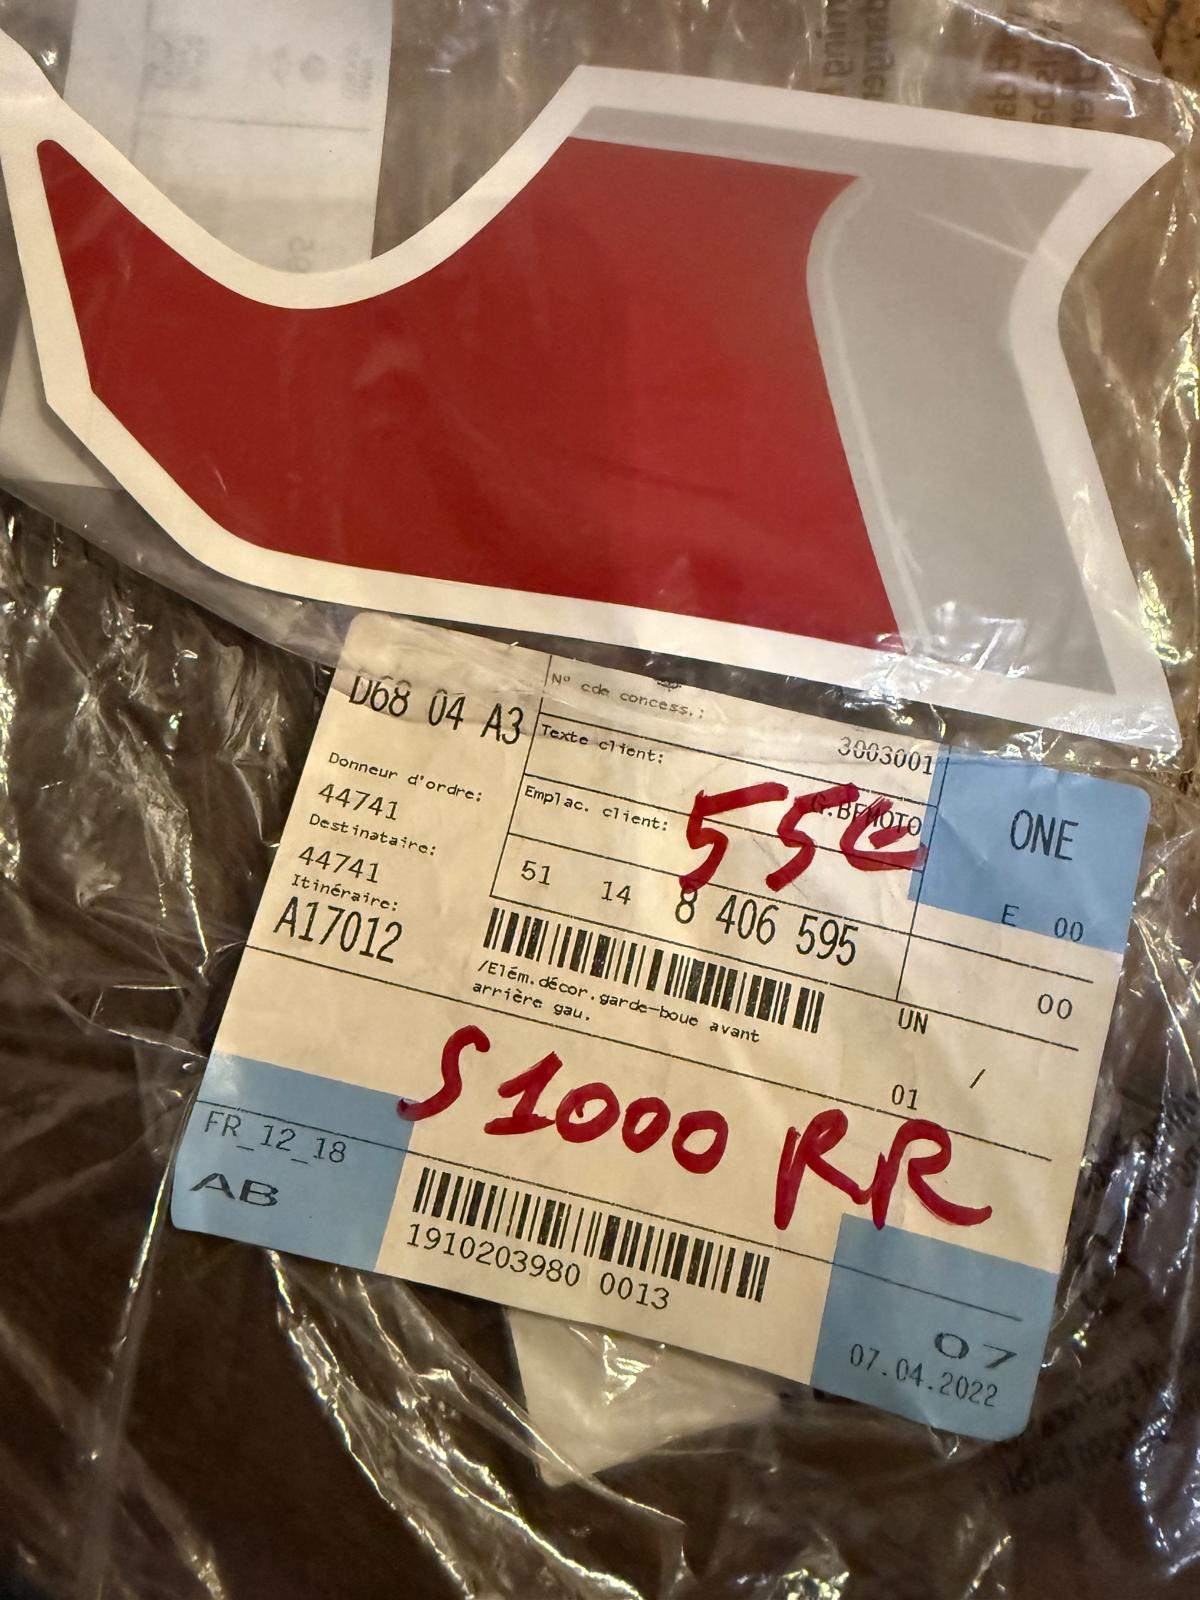 D68 04 A3
Nº cde concess.:
3003001
Texte client:
G.BFMOTO
Emplac. client:
55€
ONE
E 00
Donneur d'ordre:
44741
Destinataire:
44741
Itinéraire:
A17012
51 14 8 406 595
00
/Elém.décor.garde-boue avant
arrière gau.
UN
01 /
S1000 RR
FR_12_18
AB
1910203980 0013
07
07.04.2022